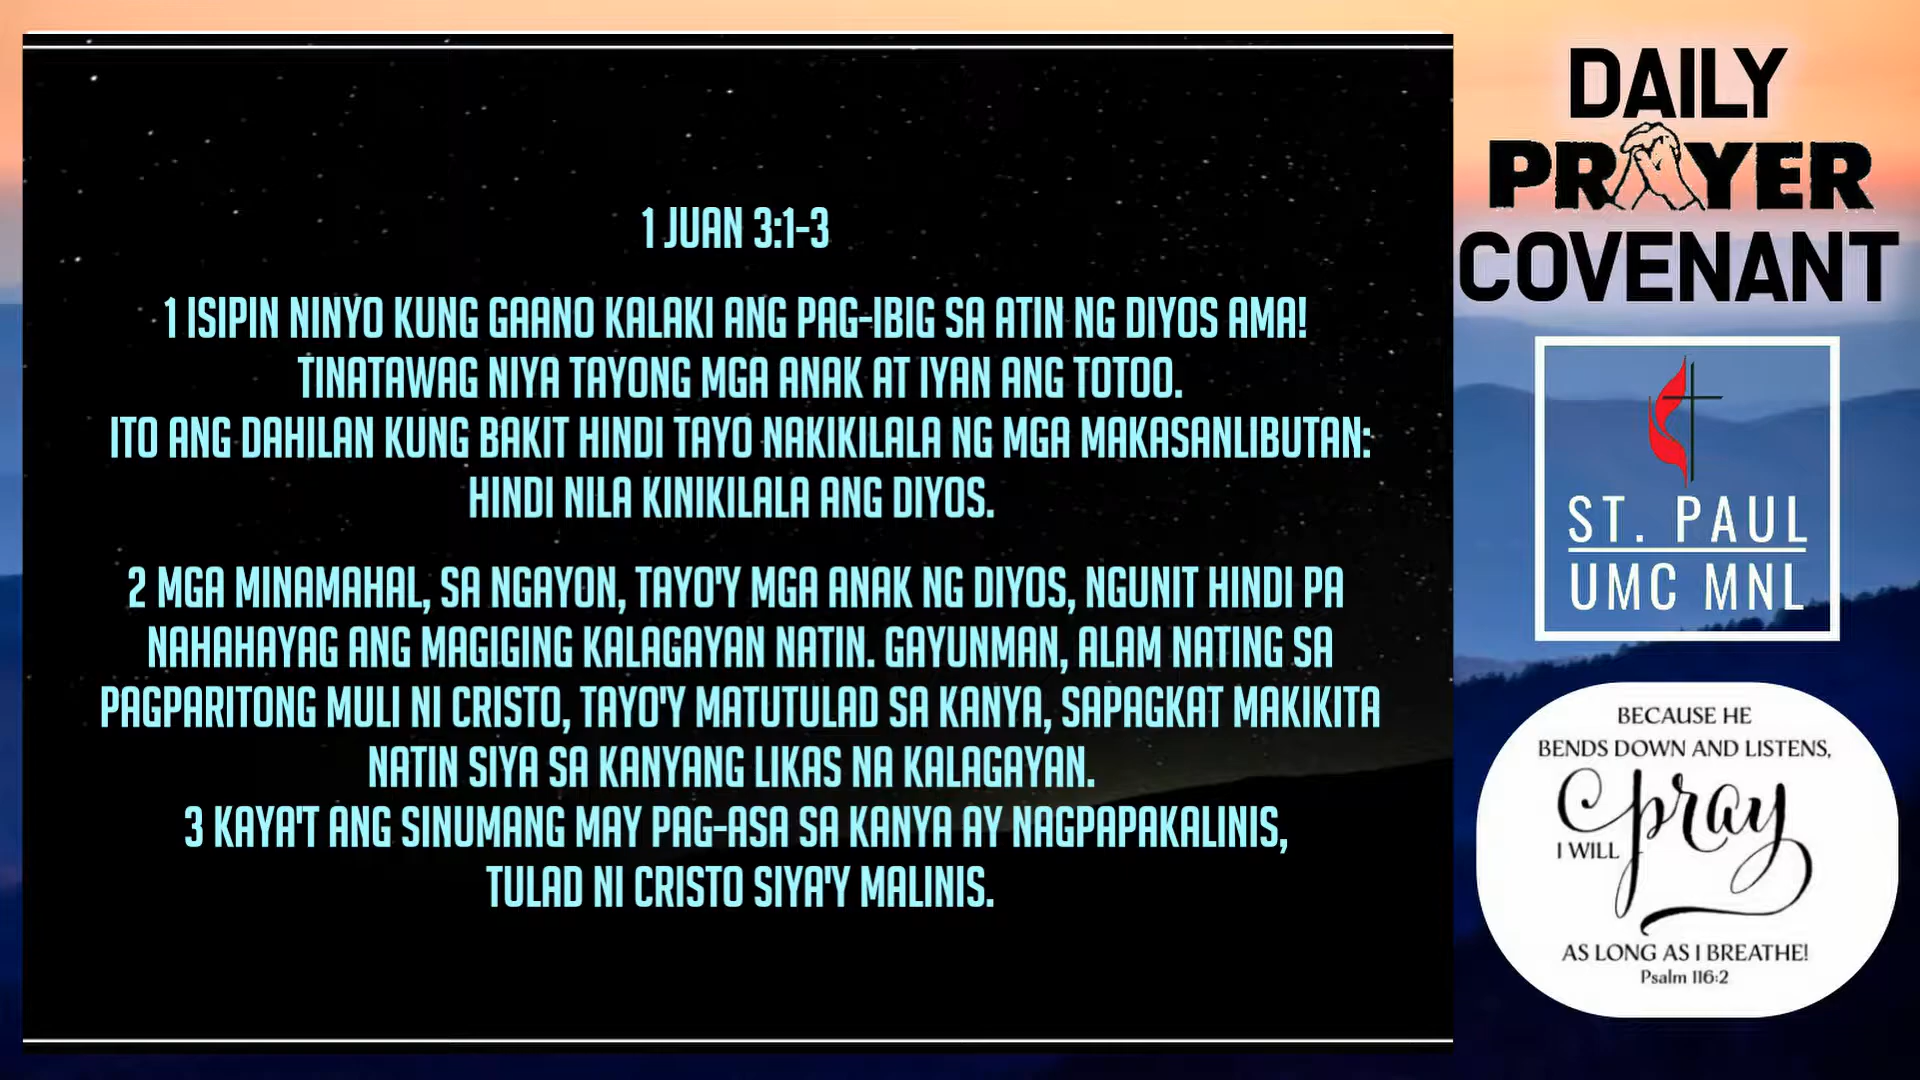 1 JUAN 3:1-3
1 ISIPIN NINYO KUNG GAANO KALAKI ANG PAG-IBIG SA ATIN NG DIYOS AMA!
TINATAWAG NIYA TAYONG MGA ANAK AT IYAN ANG TOTOO.
ITO ANG DAHILAN KUNG BAKIT HINDI TAYO NAKIKILALA NG MGA MAKASANLIBUTAN:
HINDI NILA KINIKILALA ANG DIYOS.
2 MGA MINAMAHAL, SA NGAYON, TAYO'Y MGA ANAK NG DIYOS, NGUNIT HINDI PA
NAHAHAYAG ANG MAGIGING KALAGAYAN NATIN. GAYUNMAN, ALAM NATING SA
PAGPARITONG MULI NI CRISTO, TAYO'Y MATUTULAD SA KANYA, SAPAGKAT MAKIKITA
NATIN SIYA SA KANYANG LIKAS NA KALAGAYAN.
3 KAYA'T ANG SINUMANG MAY PAG-ASA SA KANYA AY NAGPAPAKALINIS,
TULAD NI CRISTO SIYA'Y MALINIS.
DAILY
PRAYER
COVENANT
ST. PAUL
UMC MNL
BECAUSE HE
BENDS DOWN AND LISTENS,
I WILL pray
AS LONG AS I BREATHE!
Psalm 116:2